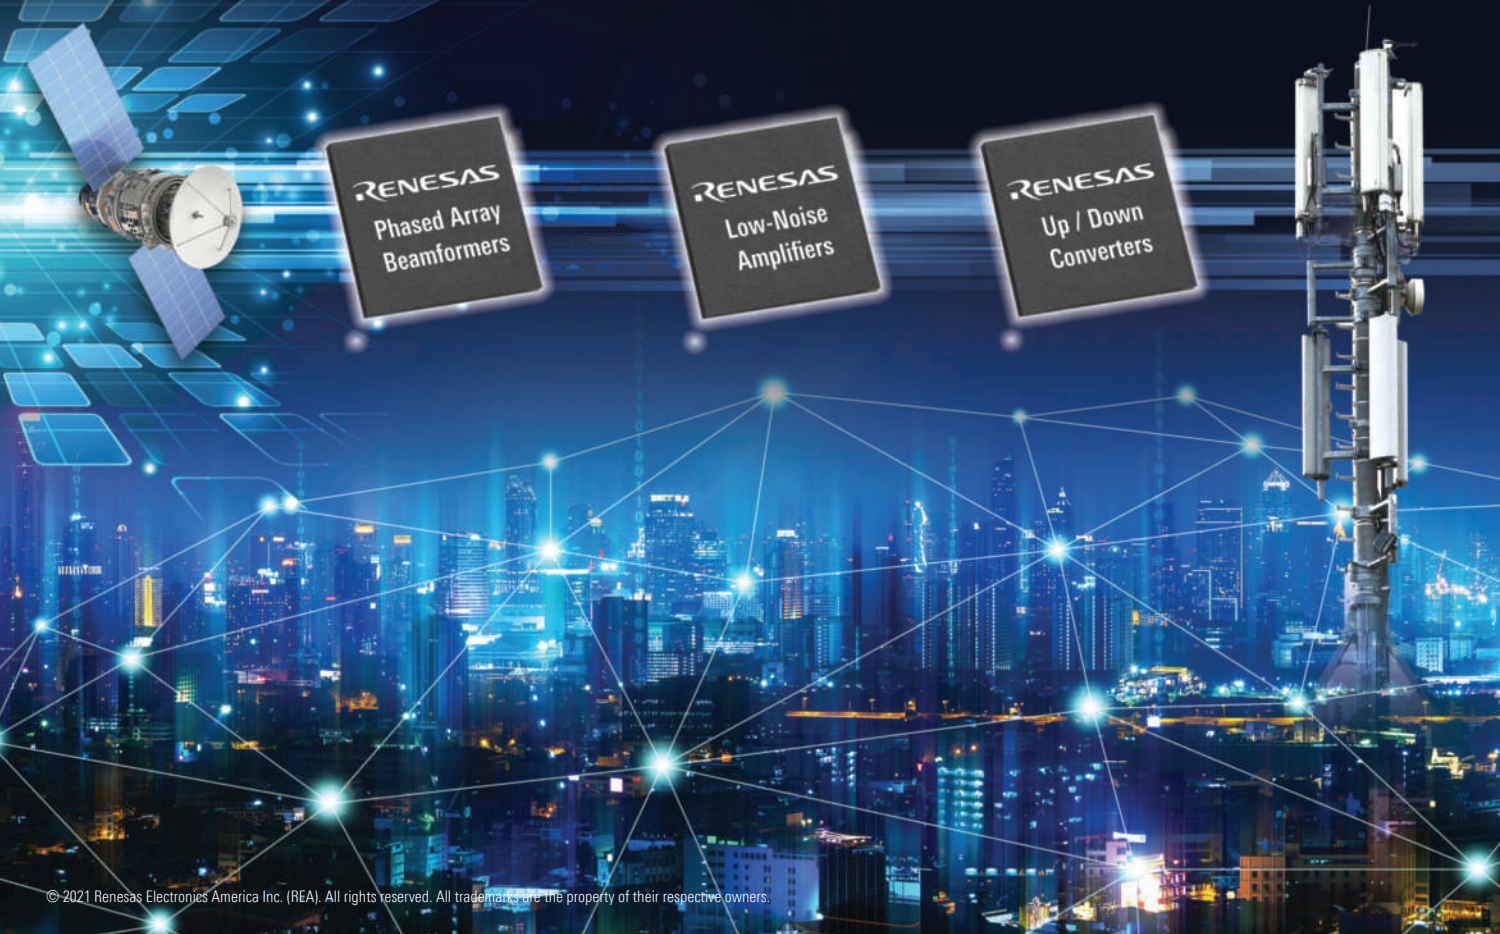 RENESAS
Phased Array
Beamformers
RENESAS
Low-Noise
Amplifiers
RENESAS
Up / Down
Converters
© 2021 Renesas Electronics America Inc. (REA). All rights reserved. All trademarks are the property of their respective owners.